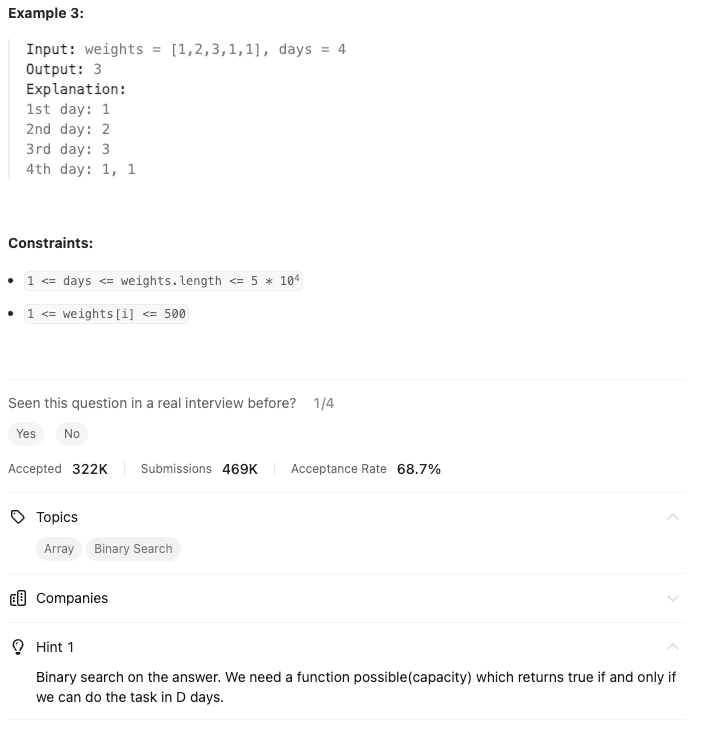 Example 3:
Input: weights = [1,2,3,1,1], days = 4
Output: 3
Explanation:
1st day: 1
2nd day: 2
3rd day: 3
4th day: 1, 1
Constraints:
• 1 <= days <= weights.length <= 5 * 10⁴
• 1 <= weights[i] <= 500
Seen this question in a real interview before? 1/4
Yes No
Accepted 322K Submissions 469K Acceptance Rate 68.7%
Topics
Array Binary Search
Companies
Hint 1
Binary search on the answer. We need a function possible(capacity) which returns true if and only if
we can do the task in D days.